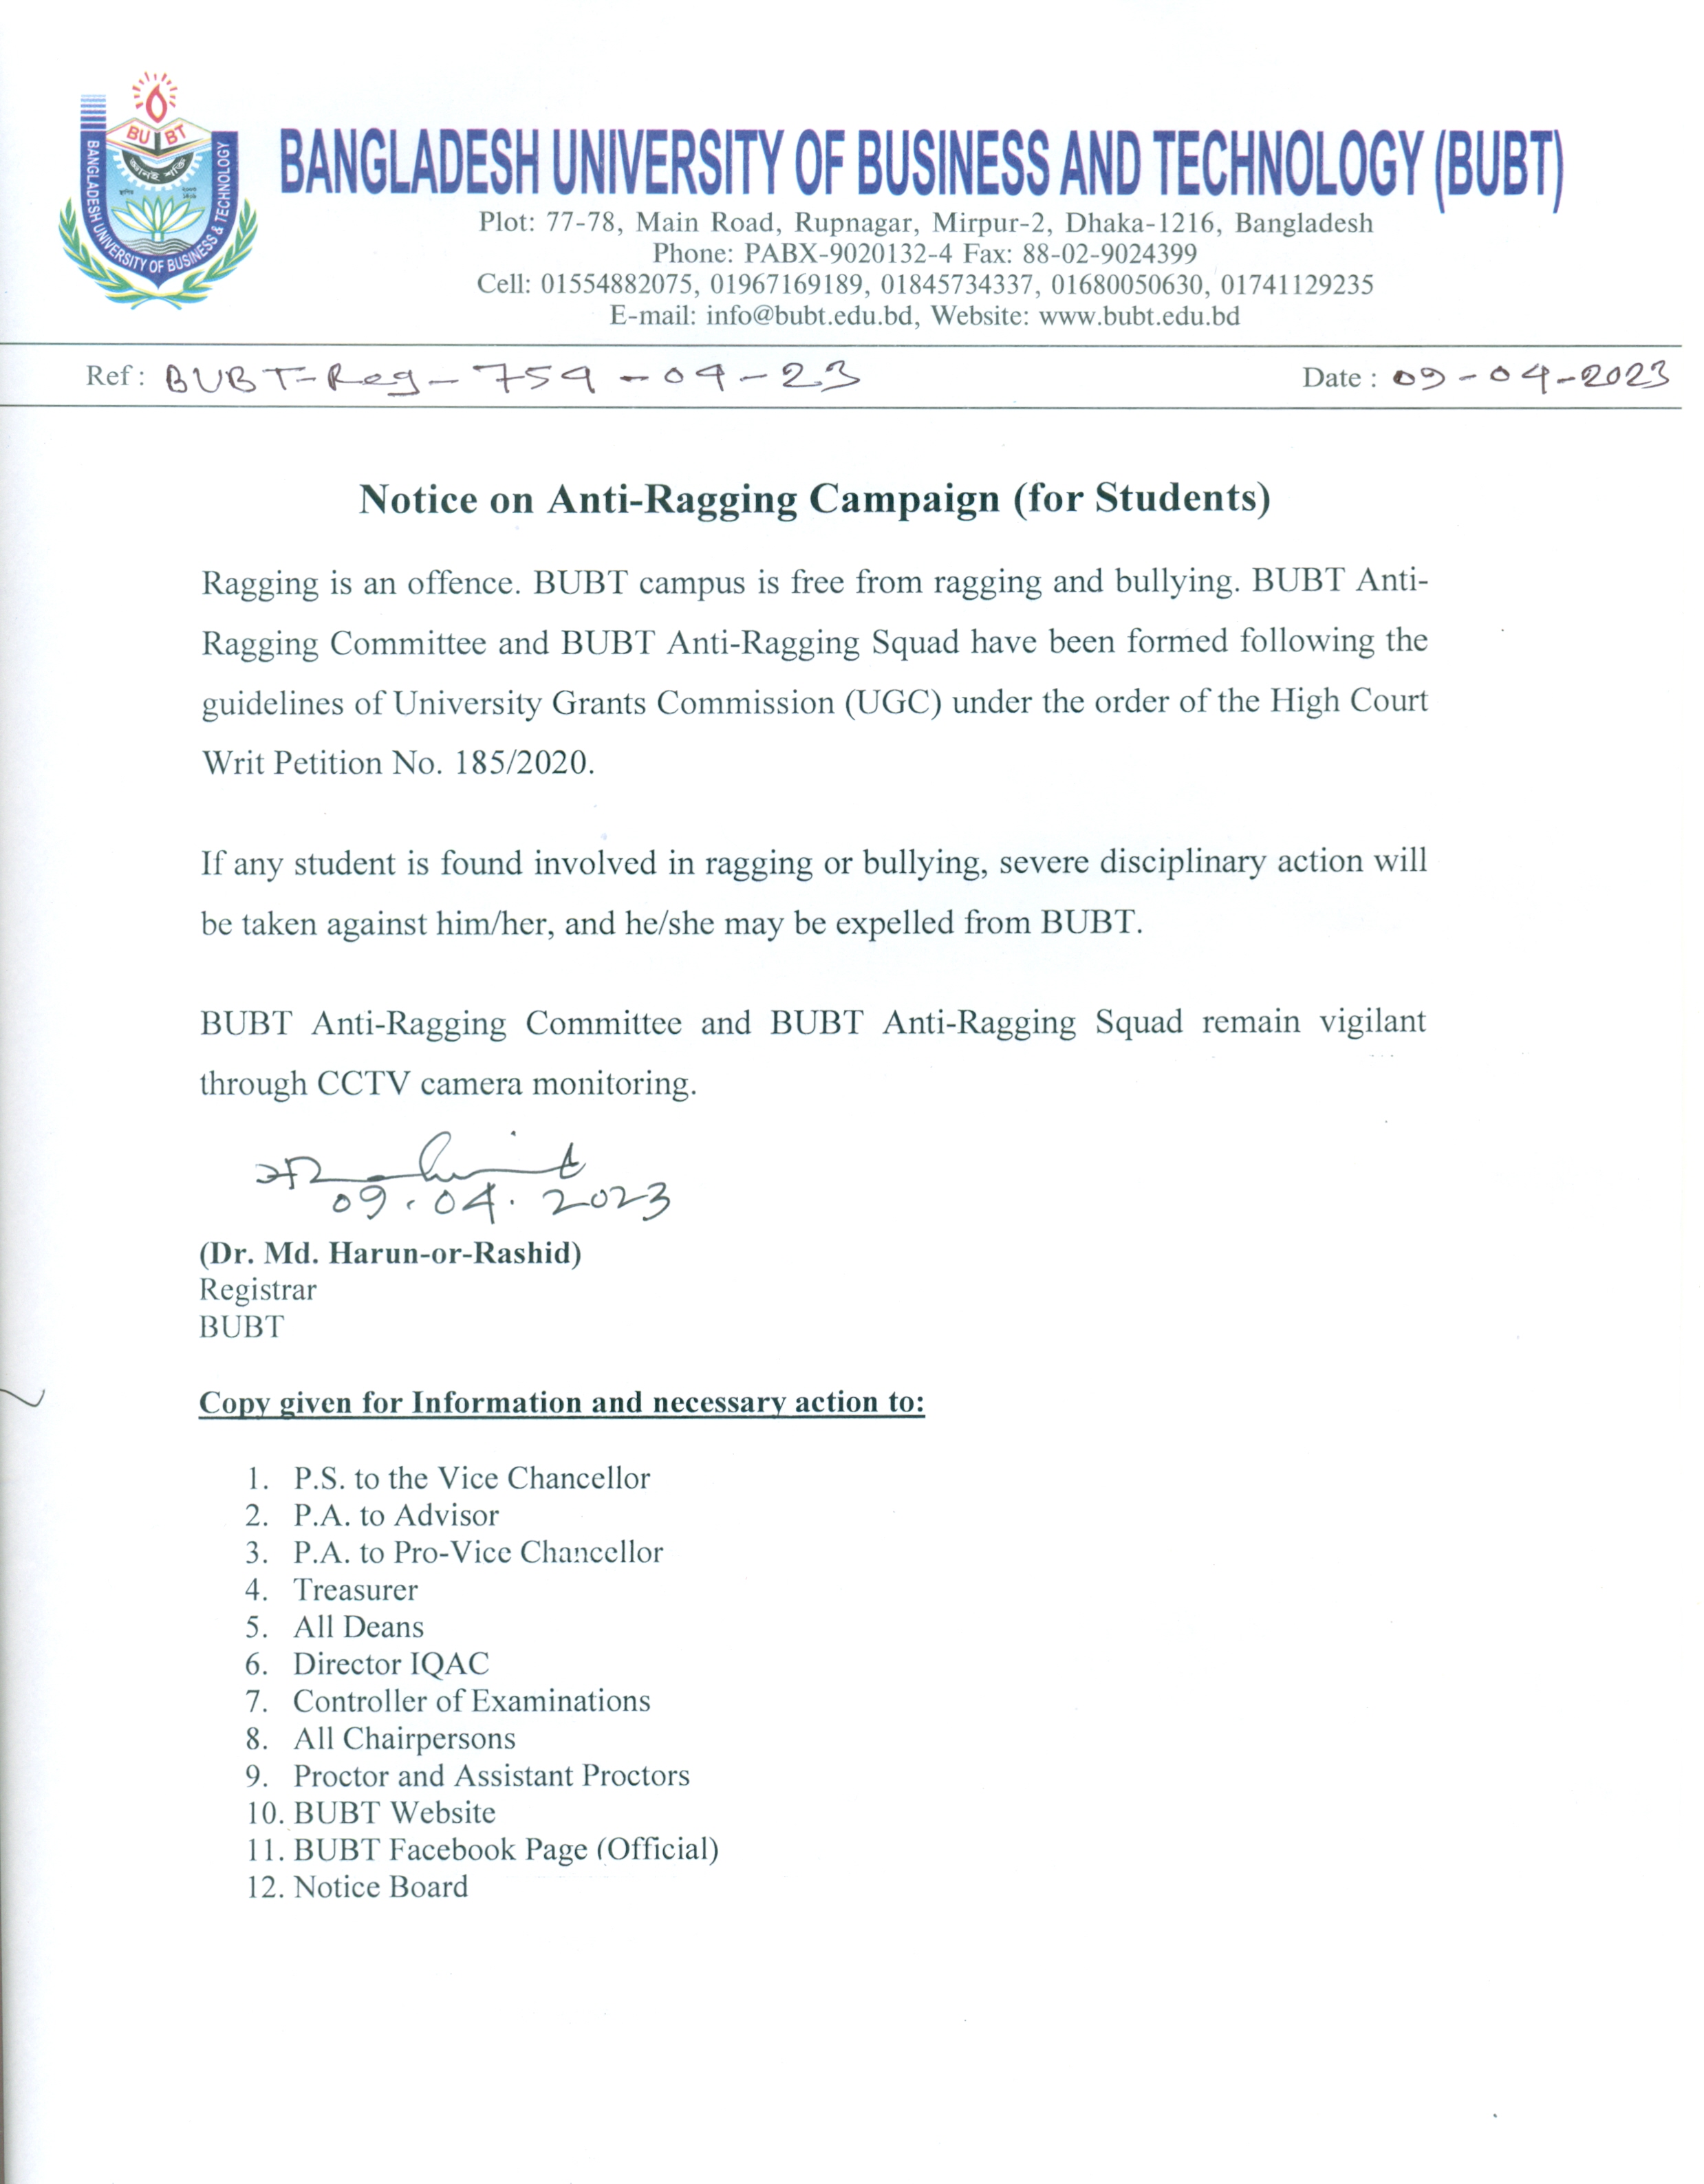 BU BT
জ্ঞানই শক্তি
BANGLADESH UNIVERSITY OF BUSINESS & TECHNOLOGY
BANGLADESH UNIVERSITY OF BUSINESS AND TECHNOLOGY (BUBT)
Plot: 77-78, Main Road, Rupnagar, Mirpur-2, Dhaka-1216, Bangladesh
Phone: PABX-9020132-4 Fax: 88-02-9024399
Cell: 01554882075, 01967169189, 01845734337, 01680050630, 01741129235
E-mail: info@bubt.edu.bd, Website: www.bubt.edu.bd
Ref : BUBT-Reg-759-04-23 Date : 09-04-2023
Notice on Anti-Ragging Campaign (for Students)
Ragging is an offence. BUBT campus is free from ragging and bullying. BUBT Anti-
Ragging Committee and BUBT Anti-Ragging Squad have been formed following the
guidelines of University Grants Commission (UGC) under the order of the High Court
Writ Petition No. 185/2020.
If any student is found involved in ragging or bullying, severe disciplinary action will
be taken against him/her, and he/she may be expelled from BUBT.
BUBT Anti-Ragging Committee and BUBT Anti-Ragging Squad remain vigilant
through CCTV camera monitoring.
09.04.2023
(Dr. Md. Harun-or-Rashid)
Registrar
BUBT
Copy given for Information and necessary action to:
1. P.S. to the Vice Chancellor
2. P.A. to Advisor
3. P.A. to Pro-Vice Chancellor
4. Treasurer
5. All Deans
6. Director IQAC
7. Controller of Examinations
8. All Chairpersons
9. Proctor and Assistant Proctors
10. BUBT Website
11. BUBT Facebook Page (Official)
12. Notice Board